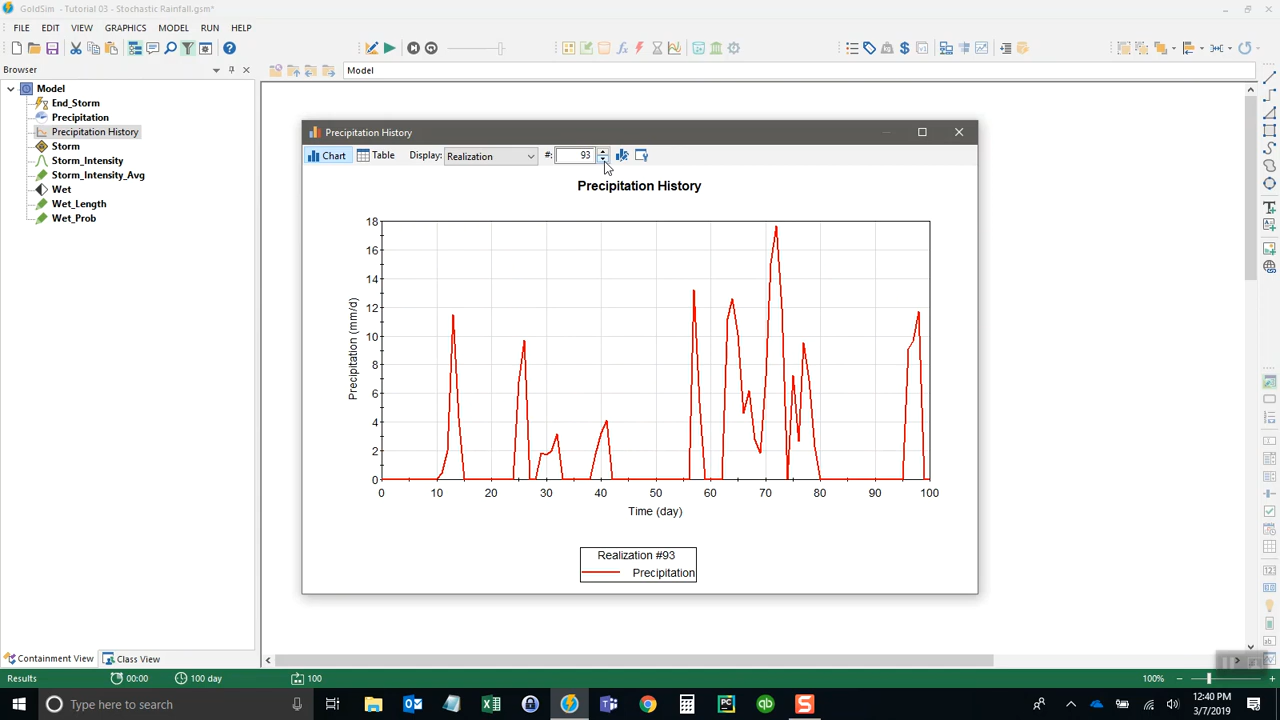 GoldSim - Tutorial 03 - Stochastic Rainfall.gsm*
FILE EDIT VIEW GRAPHICS MODEL RUN HELP
Browser
Model
Model
End_Storm
Precipitation
Precipitation History
Storm
Storm_Intensity
Storm_Intensity_Avg
Wet
Wet_Length
Wet_Prob
Precipitation History
Chart Table Display: Realization #: 93
Precipitation History
18
16
14
12
10
8
6
4
2
0
Precipitation (mm/d)
0 10 20 30 40 50 60 70 80 90 100
Time (day)
Realization #93
Precipitation
Containment View Class View
Results 00:00 100 day 100 100%
Type here to search
12:40 PM
3/7/2019